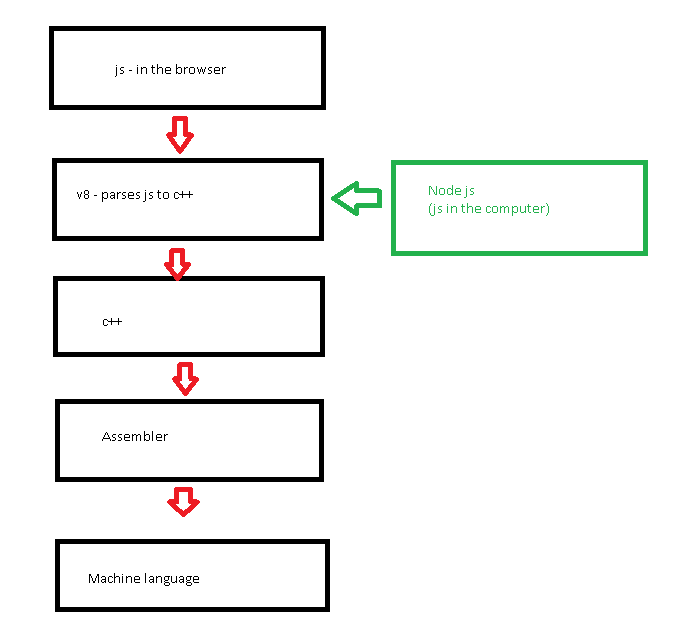 js - in the browser
v8 - parses js to c++
Node js
(js in the computer)
c++
Assembler
Machine language